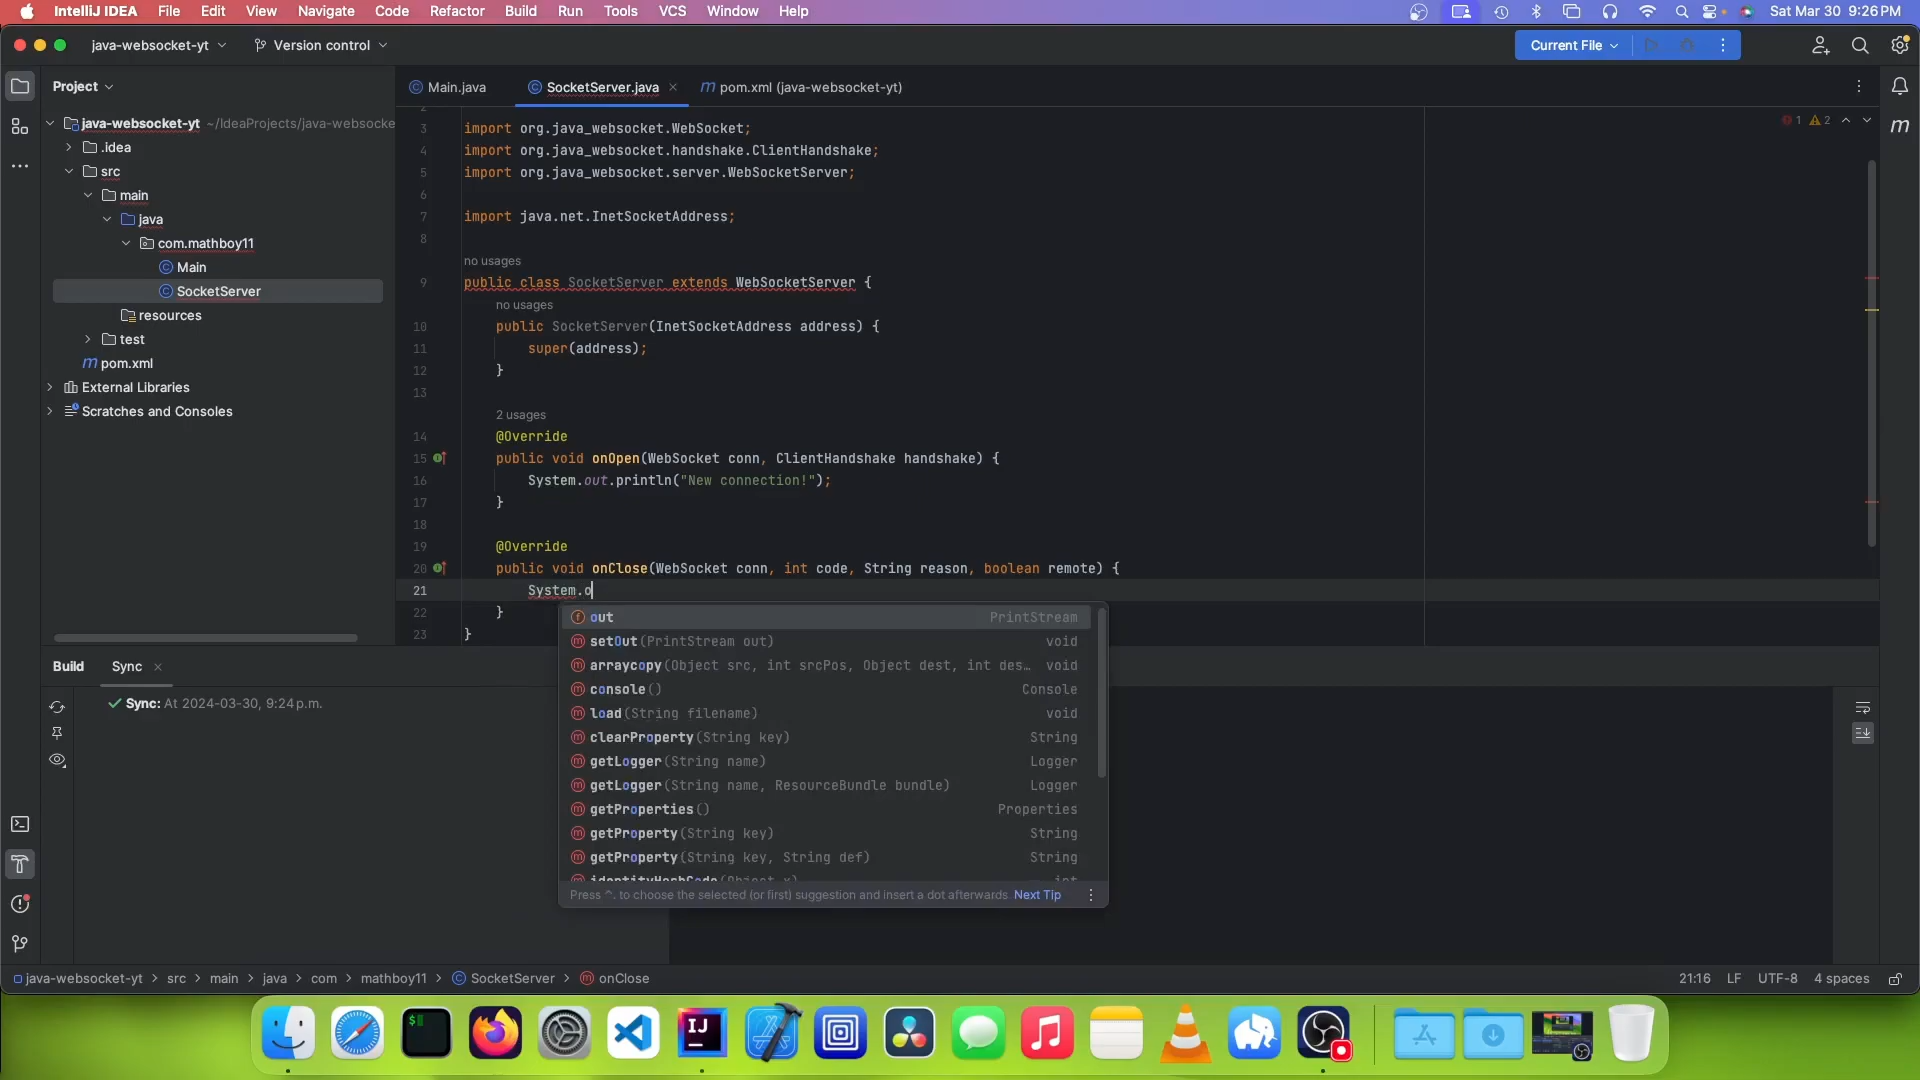 IntelliJ IDEA File Edit View Navigate Code Refactor Build Run Tools VCS Window Help Sat Mar 30 9:26 PM
java-websocket-yt Version control Current File
Project
Main.java SocketServer.java pom.xml (java-websocket-yt)
java-websocket-yt ~/IdeaProjects/java-websocke
.idea
src
main
java
com.mathboy11
Main
SocketServer
resources
test
pom.xml
External Libraries
Scratches and Consoles
1 2
2
3 import org.java_websocket.WebSocket;
4 import org.java_websocket.handshake.ClientHandshake;
5 import org.java_websocket.server.WebSocketServer;
6
7 import java.net.InetSocketAddress;
8
no usages
9 public class SocketServer extends WebSocketServer {
no usages
10 public SocketServer(InetSocketAddress address) {
11 super(address);
12 }
13
2 usages
14 @Override
15 public void onOpen(WebSocket conn, ClientHandshake handshake) {
16 System.out.println("New connection!");
17 }
18
19 @Override
20 public void onClose(WebSocket conn, int code, String reason, boolean remote) {
21 System.o
22 }
23 }
out PrintStream
setOut(PrintStream out) void
arraycopy(Object src, int srcPos, Object dest, int des… void
console() Console
load(String filename) void
clearProperty(String key) String
getLogger(String name) Logger
getLogger(String name, ResourceBundle bundle) Logger
getProperties() Properties
getProperty(String key) String
getProperty(String key, String def) String
identityHashCode(Object x) int
Press ^. to choose the selected (or first) suggestion and insert a dot afterwards Next Tip
Build Sync
Sync: At 2024-03-30, 9:24 p.m.
java-websocket-yt > src > main > java > com > mathboy11 > SocketServer > onClose 21:16 LF UTF-8 4 spaces